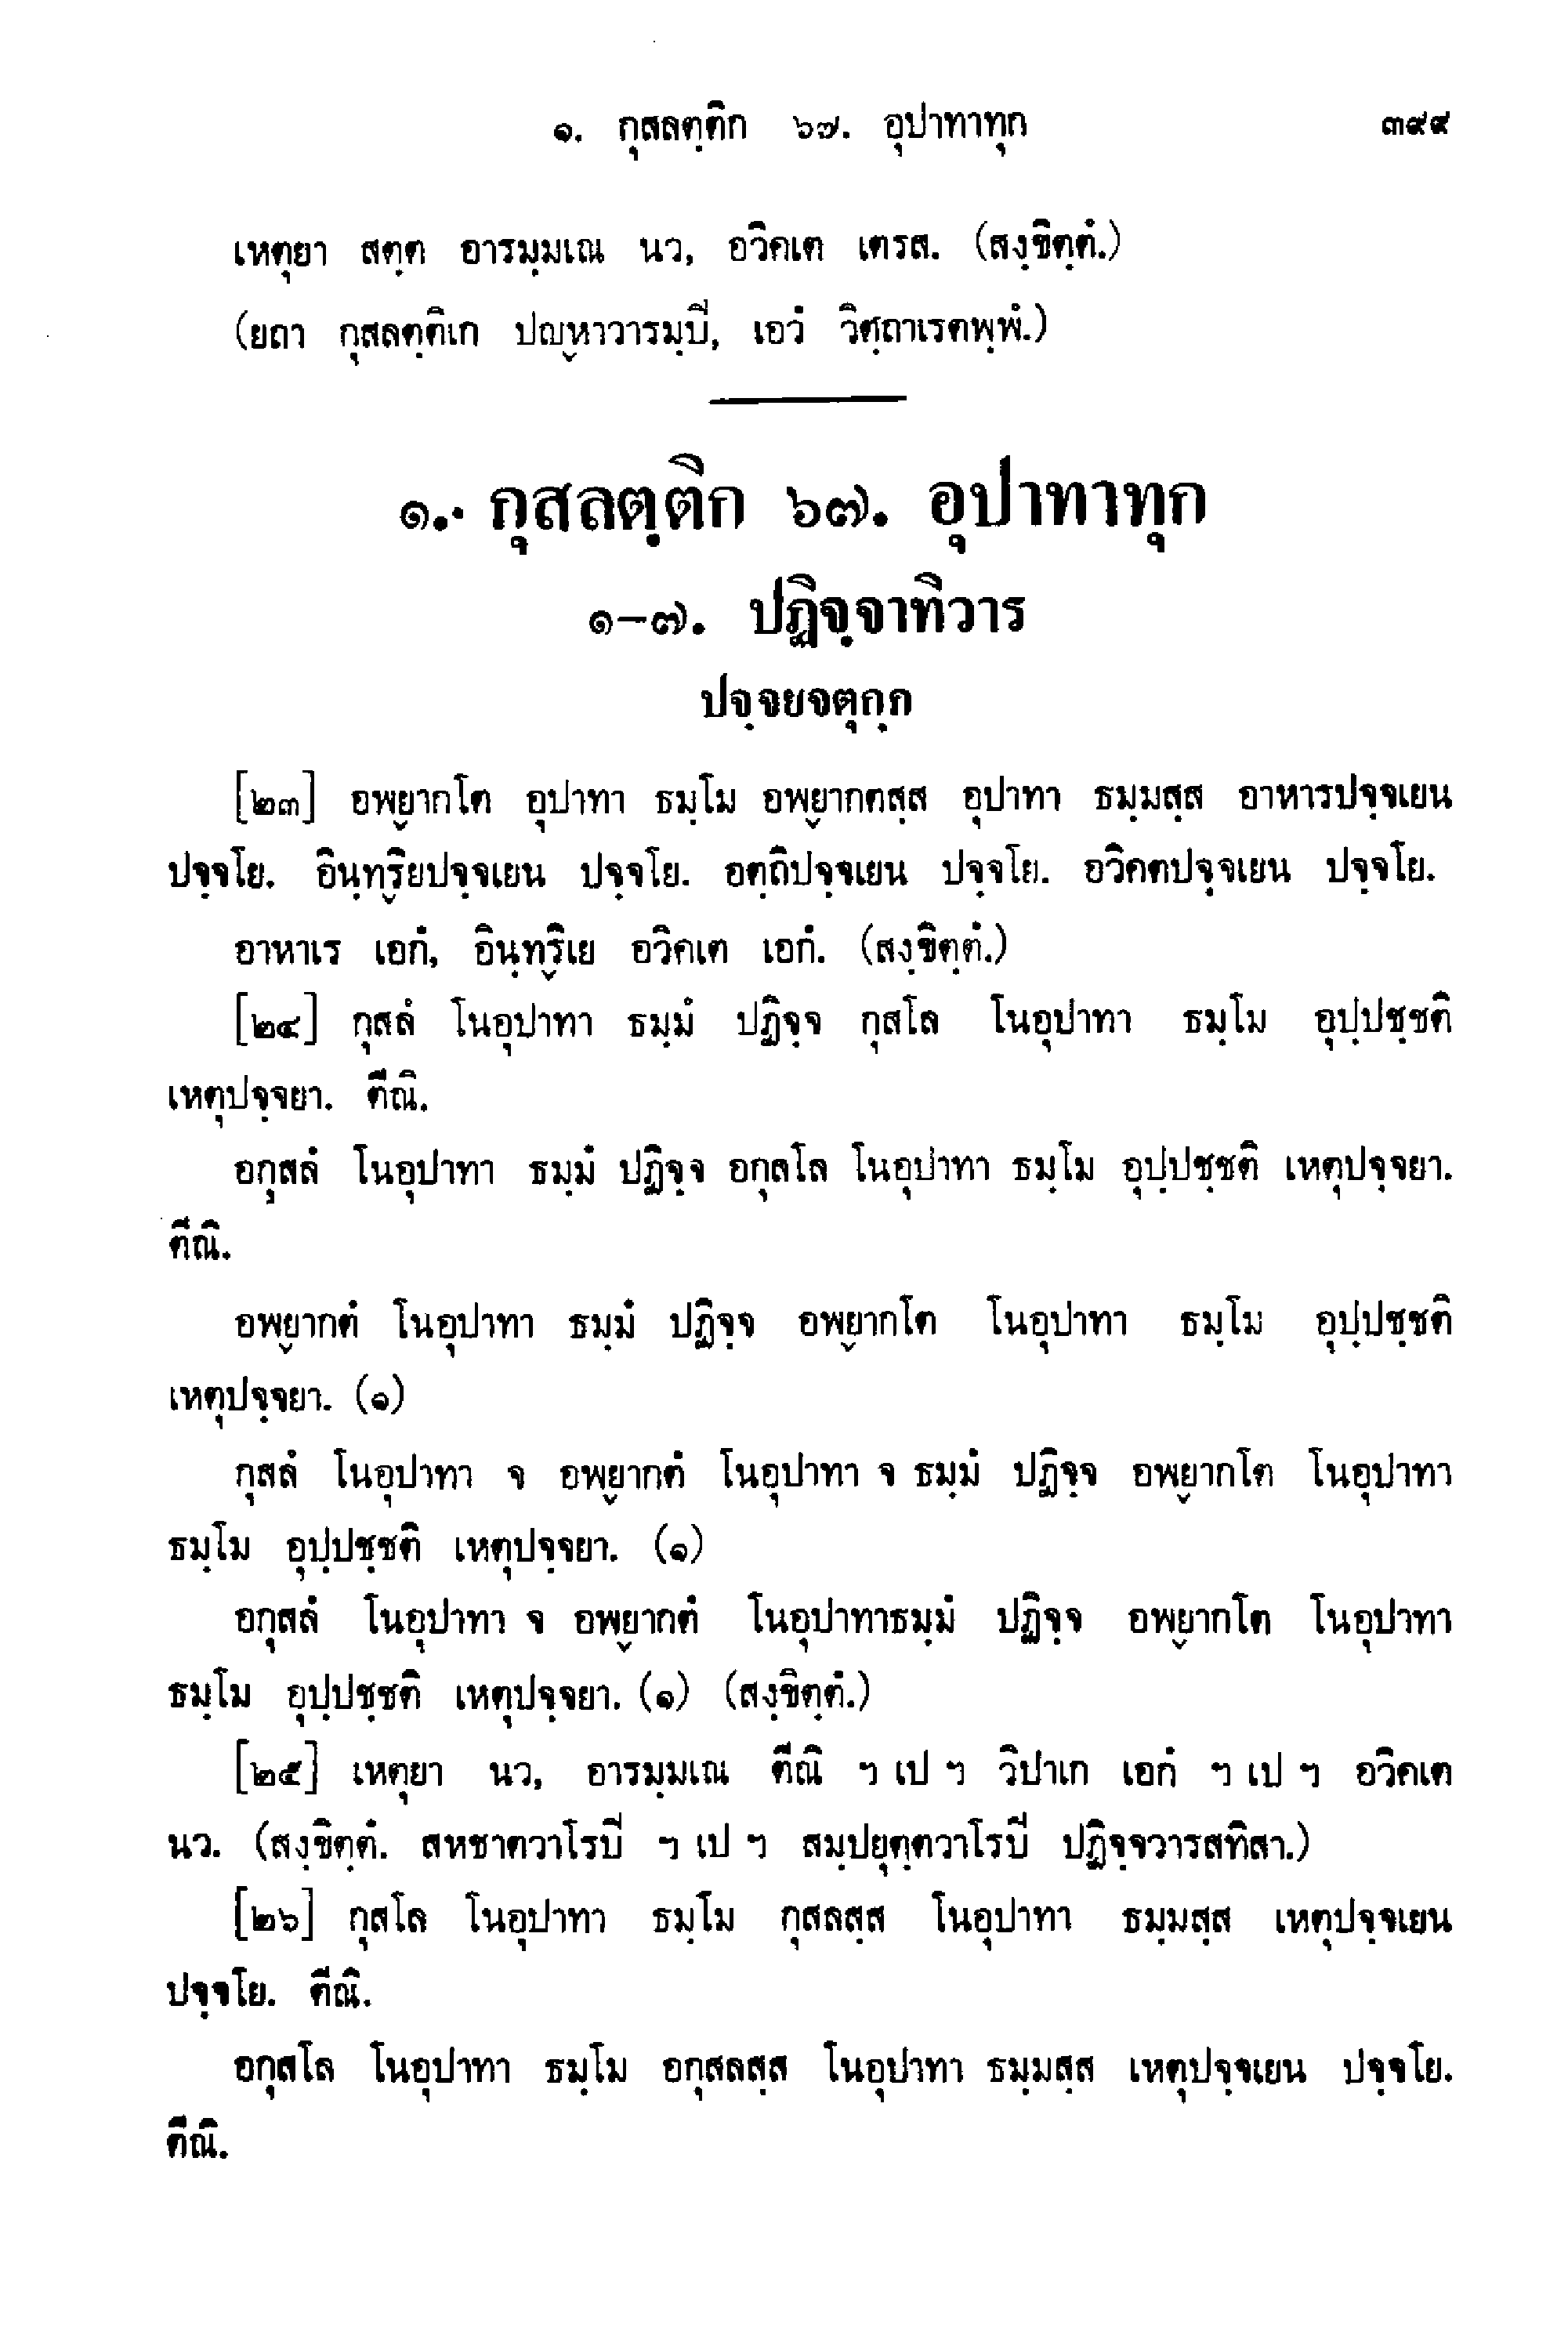 ๑. กุสลตฺติก ๖๗. อุปาทาทุก ๓๙๙
เหตุยา สตฺต อารมฺมเณ นว, อวิคเต เตรส. (สงฺขิตฺตํ.)
(ยถา กุสลตฺติเก ปญฺหาวารมฺปิ, เอวํ วิตฺถาเรตพฺพํ.)
๑. กุสลตฺติก ๖๗. อุปาทาทุก
๑-๗. ปฏิจฺจาทิวาร
ปจฺจยจตุกฺก
[๒๓] อพฺยากโต อุปาทา ธมฺโม อพฺยากตสฺส อุปาทา ธมฺมสฺส อาหารปจฺจเยน
ปจฺจโย. อินฺทฺริยปจฺจเยน ปจฺจโย. อตฺถิปจฺจเยน ปจฺจโย. อวิคตปจฺจเยน ปจฺจโย.
อาหาเร เอกํ, อินฺทฺริเย อวิคเต เอกํ. (สงฺขิตฺตํ.)
[๒๔] กุสลํ โนอุปาทา ธมฺมํ ปฏิจฺจ กุสโล โนอุปาทา ธมฺโม อุปฺปชฺชติ
เหตุปจฺจยา. ตีณิ.
อกุสลํ โนอุปาทา ธมฺมํ ปฏิจฺจ อกุสโล โนอุปาทา ธมฺโม อุปฺปชฺชติ เหตุปจฺจยา.
ตีณิ.
อพฺยากตํ โนอุปาทา ธมฺมํ ปฏิจฺจ อพฺยากโต โนอุปาทา ธมฺโม อุปฺปชฺชติ
เหตุปจฺจยา. (๑)
กุสลํ โนอุปาทา จ อพฺยากตํ โนอุปาทา จ ธมฺมํ ปฏิจฺจ อพฺยากโต โนอุปาทา
ธมฺโม อุปฺปชฺชติ เหตุปจฺจยา. (๑)
อกุสลํ โนอุปาทา จ อพฺยากตํ โนอุปาทาธมฺมํ ปฏิจฺจ อพฺยากโต โนอุปาทา
ธมฺโม อุปฺปชฺชติ เหตุปจฺจยา. (๑) (สงฺขิตฺตํ.)
[๒๕] เหตุยา นว, อารมฺมเณ ตีณิ ฯ เป ฯ วิปาเก เอกํ ฯ เป ฯ อวิคเต
นว. (สงฺขิตฺตํ. สหชาตวาโรปิ ฯ เป ฯ สมฺปยุตฺตวาโรปิ ปฏิจฺจวารสทิสา.)
[๒๖] กุสโล โนอุปาทา ธมฺโม กุสลสฺส โนอุปาทา ธมฺมสฺส เหตุปจฺจเยน
ปจฺจโย. ตีณิ.
อกุสโล โนอุปาทา ธมฺโม อกุสลสฺส โนอุปาทา ธมฺมสฺส เหตุปจฺจเยน ปจฺจโย.
ตีณิ.